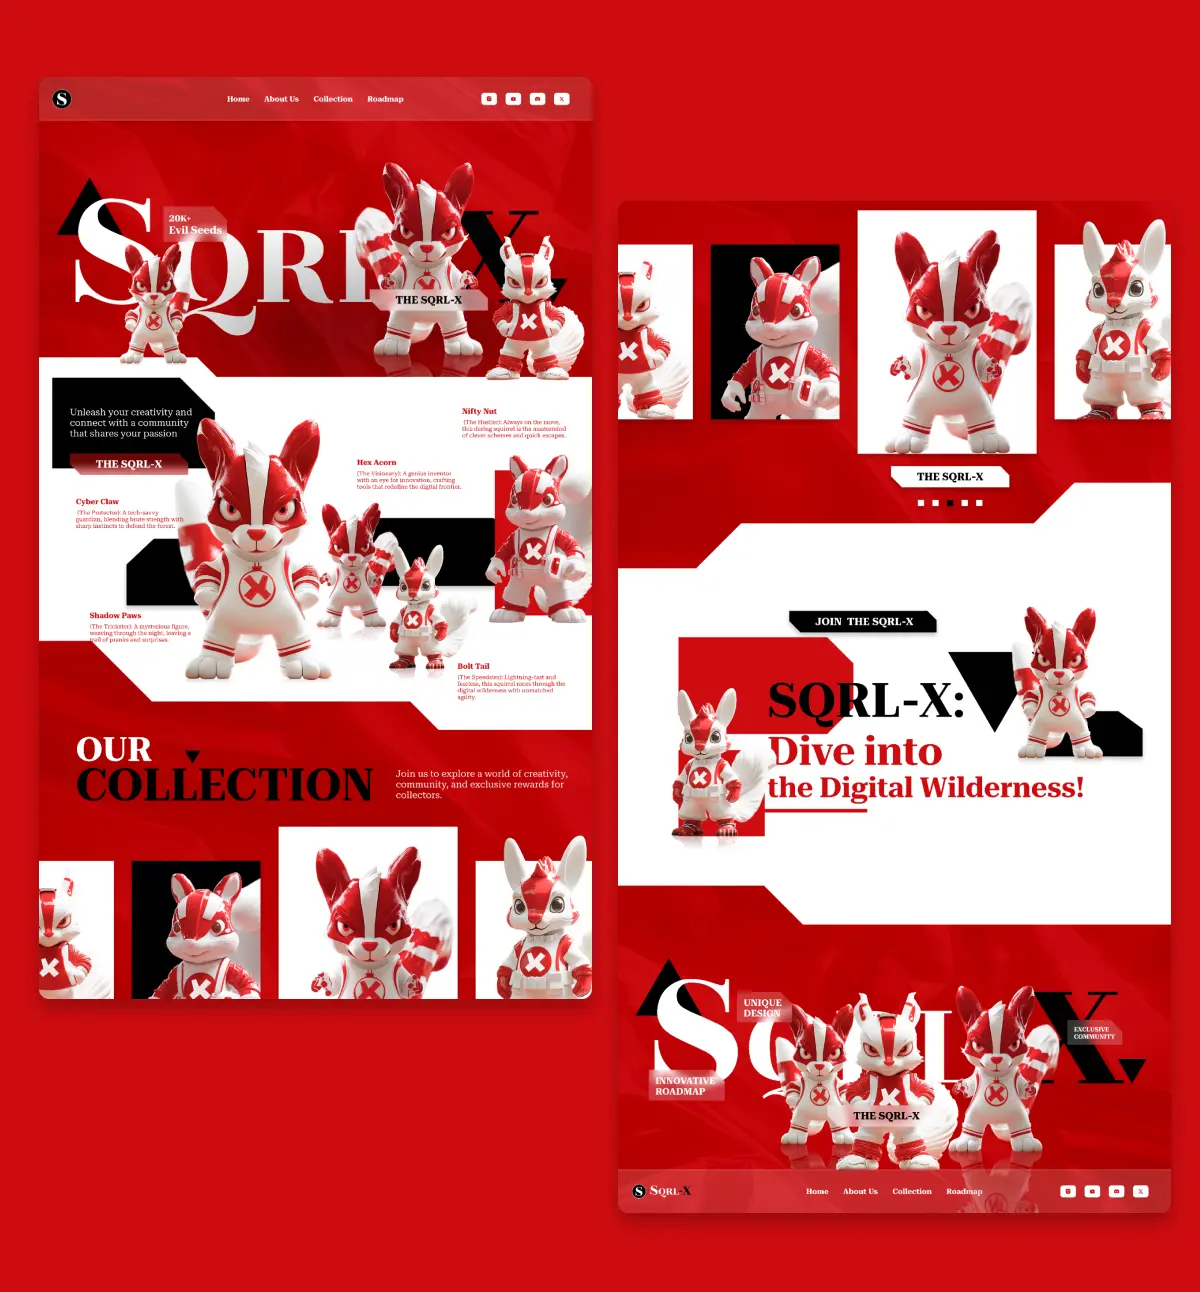 S
Home About Us Collection Roadmap
20K+
Evil Seeds
SQRL-X
THE SQRL-X
Unleash your creativity and
connect with a community
that shares your passion
THE SQRL-X
Nifty Nut
(The Hustler): Always on the move,
this daring squirrel is the mastermind
of clever schemes and quick escapes.
Hex Acorn
(The Visionary): A genius inventor
with an eye for innovation, crafting
tools that redefine the digital frontier.
Cyber Claw
(The Protector): A tech-savvy
guardian, blending brute strength with
sharp instincts to defend the forest.
Shadow Paws
(The Trickster): A mysterious figure,
weaving through the night, leaving a
trail of pranks and surprises.
Bolt Tail
(The Speedster): Lightning-fast and
fearless, this squirrel races through the
digital wilderness with unmatched
agility.
OUR
COLLECTION
Join us to explore a world of creativity,
community, and exclusive rewards for
collectors.
THE SQRL-X
JOIN THE SQRL-X
SQRL-X:
Dive into
the Digital Wilderness!
SQRL X
UNIQUE
DESIGN
EXCLUSIVE
COMMUNITY
INNOVATIVE
ROADMAP
THE SQRL-X
S SQRL-X
Home About Us Collection Roadmap